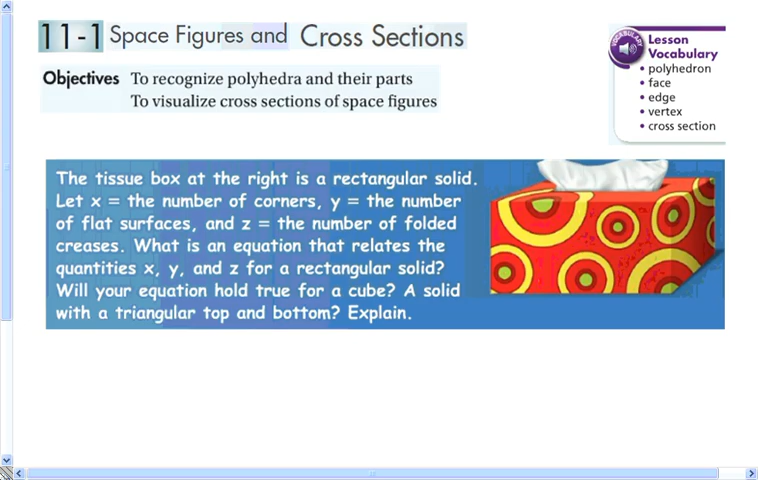 11-1 Space Figures and Cross Sections
Objectives To recognize polyhedra and their parts
To visualize cross sections of space figures
VOCABULARY
Lesson
Vocabulary
• polyhedron
• face
• edge
• vertex
• cross section
The tissue box at the right is a rectangular solid.
Let x = the number of corners, y = the number
of flat surfaces, and z = the number of folded
creases. What is an equation that relates the
quantities x, y, and z for a rectangular solid?
Will your equation hold true for a cube? A solid
with a triangular top and bottom? Explain.